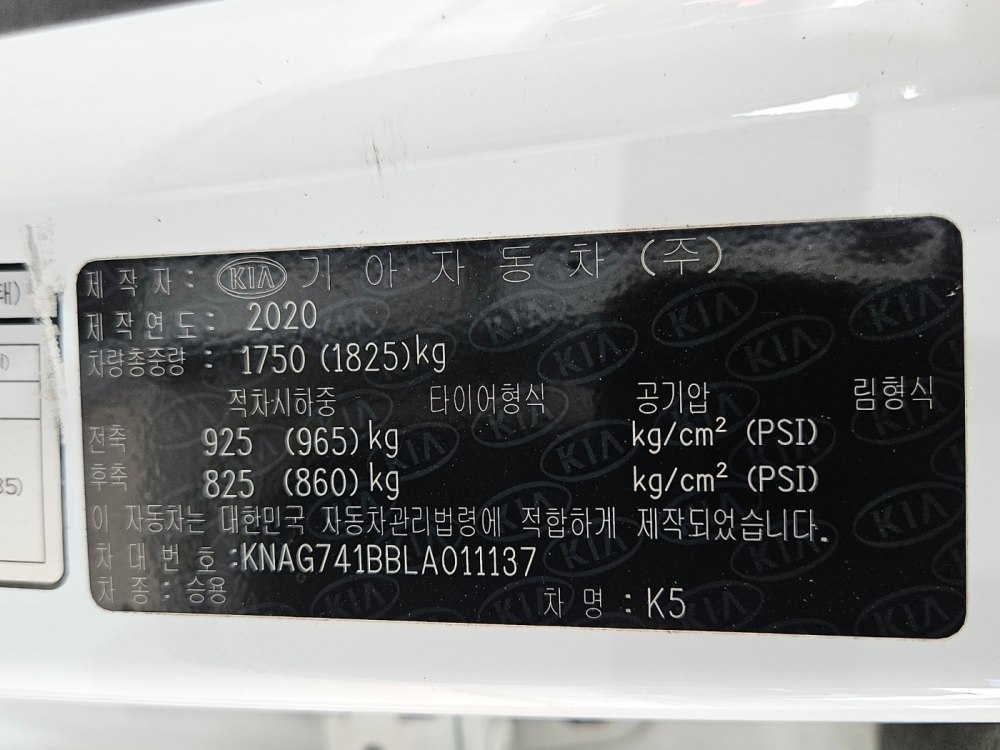 제 작 자 : KIA 기 아 자 동 차 (주)
제 작 연 도 : 2020
차량총중량 : 1750 (1825)kg
적차시하중 타이어형식 공기압 림형식
전축 925 (965)kg kg/cm² (PSI)
후축 825 (860)kg kg/cm² (PSI)
이 자동차는 대한민국 자동차관리법령에 적합하게 제작되었습니다.
차 대 번 호 :KNAG741BBLA011137
차 종 : 승용 차 명 : K5